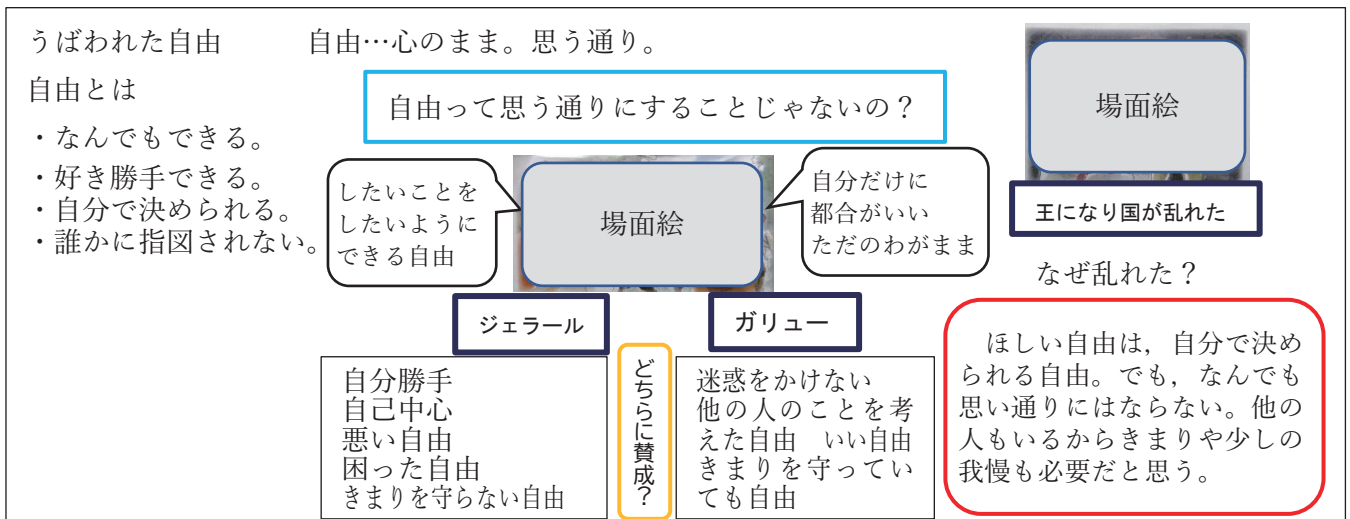 うばわれた自由
自由…心のまま。思う通り。
自由とは
・なんでもできる。
・好き勝手できる。
・自分で決められる。
・誰かに指図されない。
自由って思う通りにすることじゃないの？
したいことを
したいように
できる自由
場面絵
自分だけに
都合がいい
ただのわがまま
ジェラール
ガリュー
自分勝手
自己中心
悪い自由
困った自由
きまりを守らない自由
どちらに賛成？
迷惑をかけない
他の人のことを考
えた自由　いい自由
きまりを守ってい
ても自由
場面絵
王になり国が乱れた
なぜ乱れた？
ほしい自由は，自分で決め
られる自由。でも，なんでも
思い通りにはならない。他の
人もいるからきまりや少しの
我慢も必要だと思う。